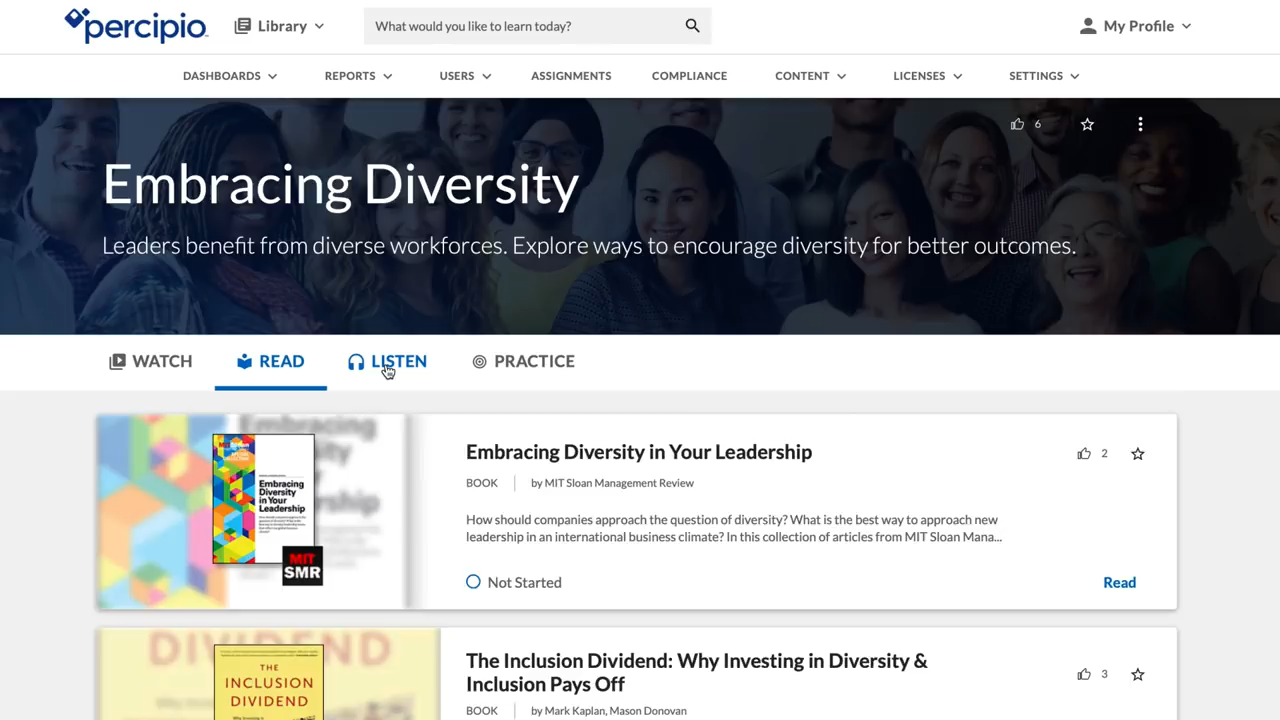 percipio
Library
What would you like to learn today?
My Profile
DASHBOARDS REPORTS USERS ASSIGNMENTS COMPLIANCE CONTENT LICENSES SETTINGS
6
Embracing Diversity
Leaders benefit from diverse workforces. Explore ways to encourage diversity for better outcomes.
WATCH READ LISTEN PRACTICE
Embracing
Diversity
in Your
Leadership
MIT
SMR
Embracing Diversity in Your Leadership
2
BOOK by MIT Sloan Management Review
How should companies approach the question of diversity? What is the best way to approach new
leadership in an international business climate? In this collection of articles from MIT Sloan Mana...
Not Started
Read
DIVIDEND
THE
INCLUSION
DIVIDEND
The Inclusion Dividend: Why Investing in Diversity &
Inclusion Pays Off
3
BOOK by Mark Kaplan, Mason Donovan